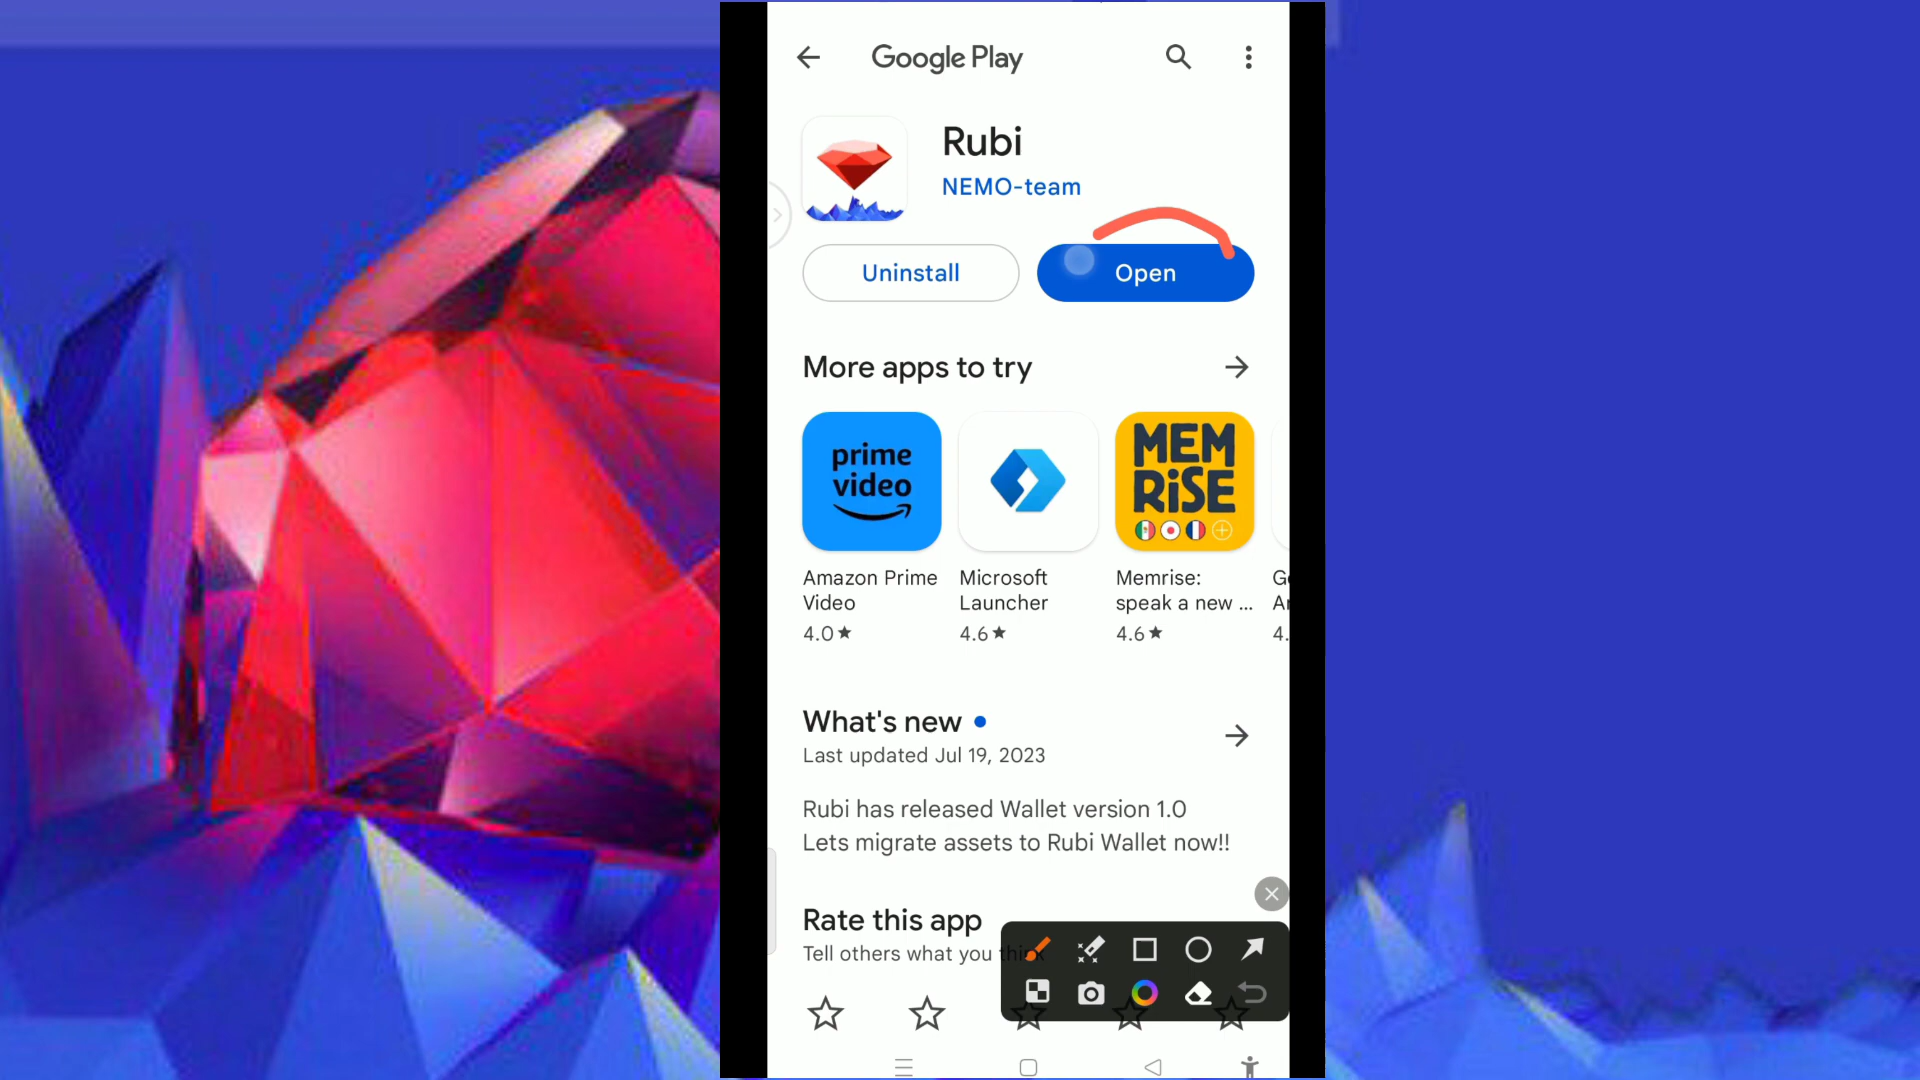 Google Play
Rubi
NEMO-team
Uninstall
Open
More apps to try
prime
video
MEM
RiSE
Amazon Prime
Video
4.0★
Microsoft
Launcher
4.6★
Memrise:
speak a new ...
4.6★
4.
What's new
Last updated Jul 19, 2023
Rubi has released Wallet version 1.0
Lets migrate assets to Rubi Wallet now!!
Rate this app
Tell others what you think